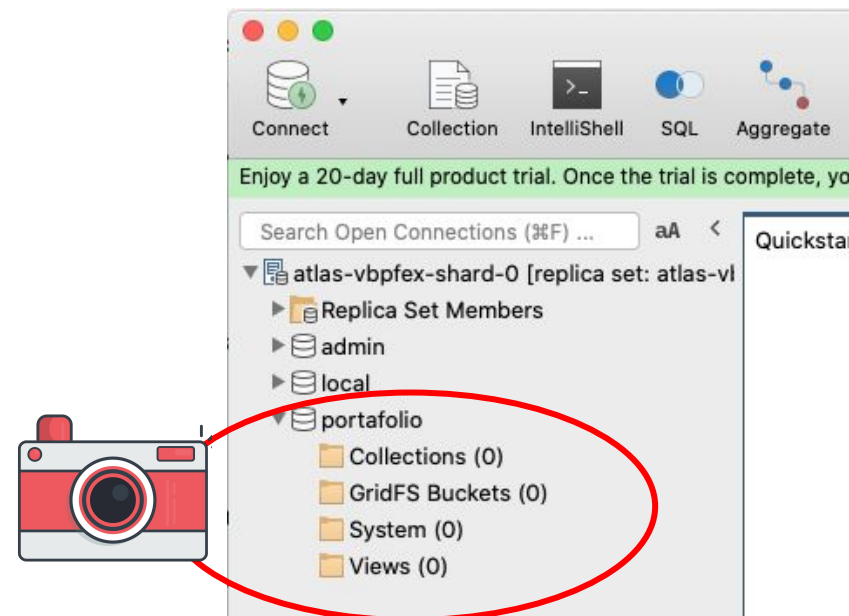 Connect Collection IntelliShell SQL Aggregate
Enjoy a 20-day full product trial. Once the trial is complete, yo
Search Open Connections (⌘F) ... aA <
Quickstar
atlas-vbpfex-shard-0 [replica set: atlas-vb
Replica Set Members
admin
local
portafolio
Collections (0)
GridFS Buckets (0)
System (0)
Views (0)